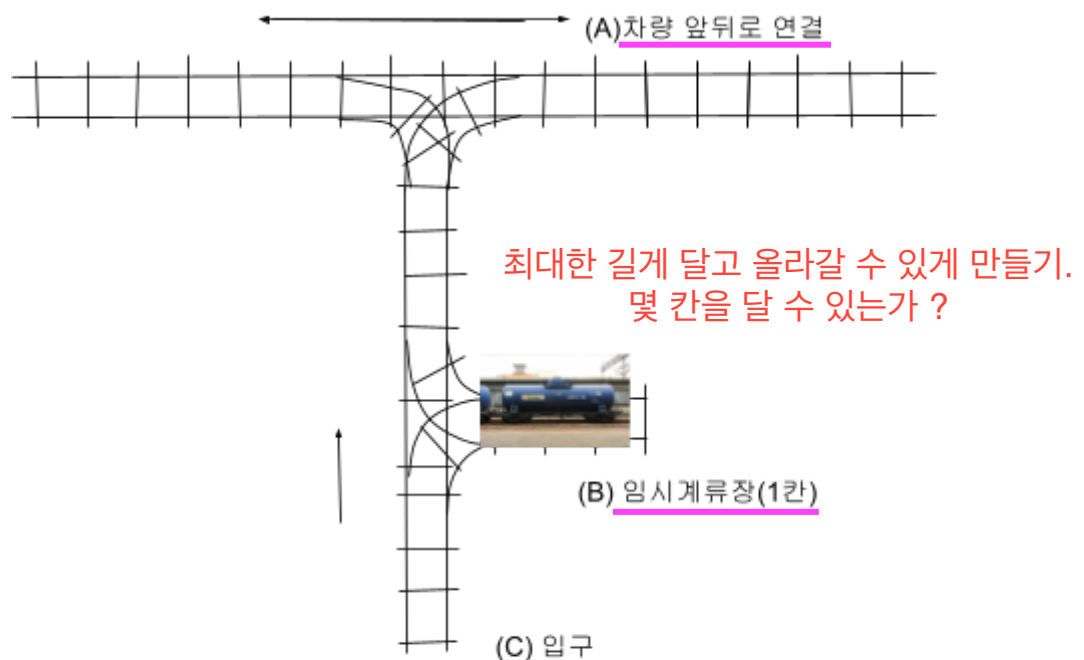 (A)차량 앞뒤로 연결
최대한 길게 달고 올라갈 수 있게 만들기.
몇 칸을 달 수 있는가 ?
(B) 임시계류장(1칸)
(C) 입구